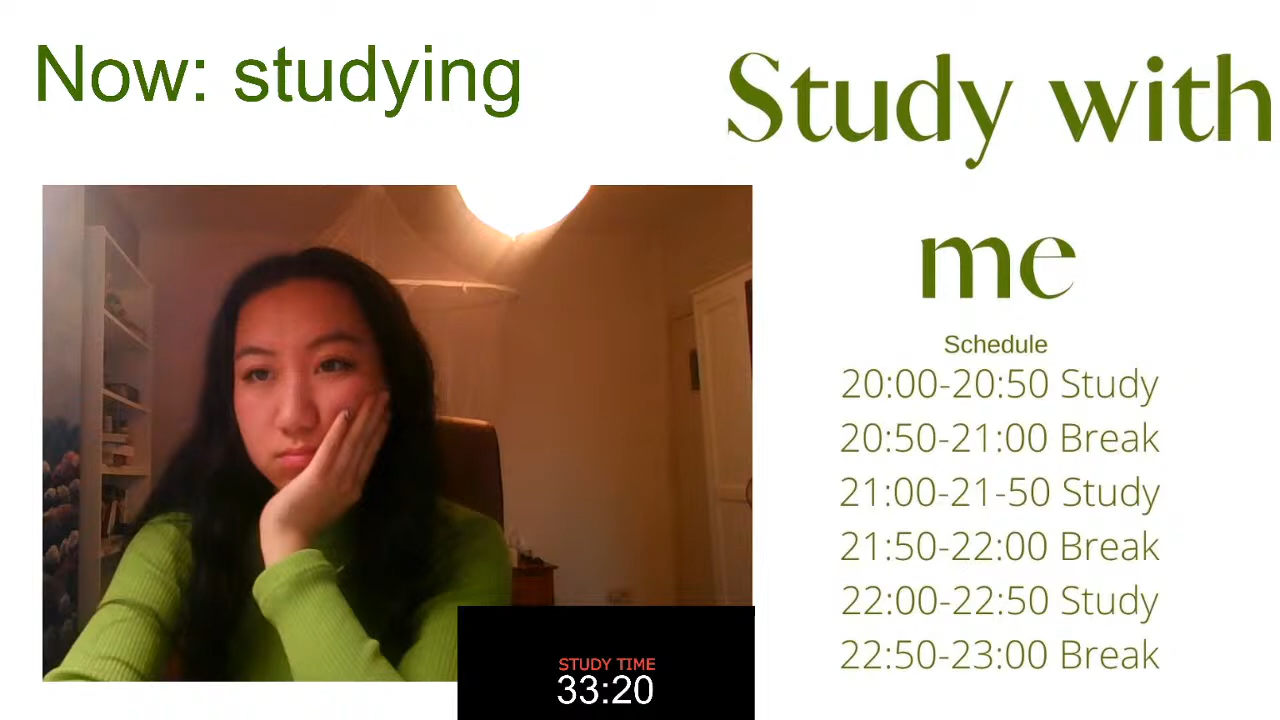 Now: studying
Study with
me
Schedule
20:00-20:50 Study
20:50-21:00 Break
21:00-21-50 Study
21:50-22:00 Break
22:00-22:50 Study
22:50-23:00 Break
STUDY TIME
33:20